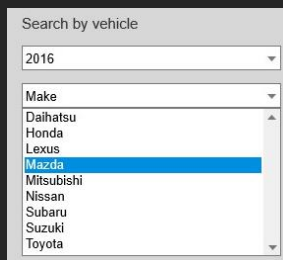 Search by vehicle
2016
Make
Daihatsu
Honda
Lexus
Mazda
Mitsubishi
Nissan
Subaru
Suzuki
Toyota